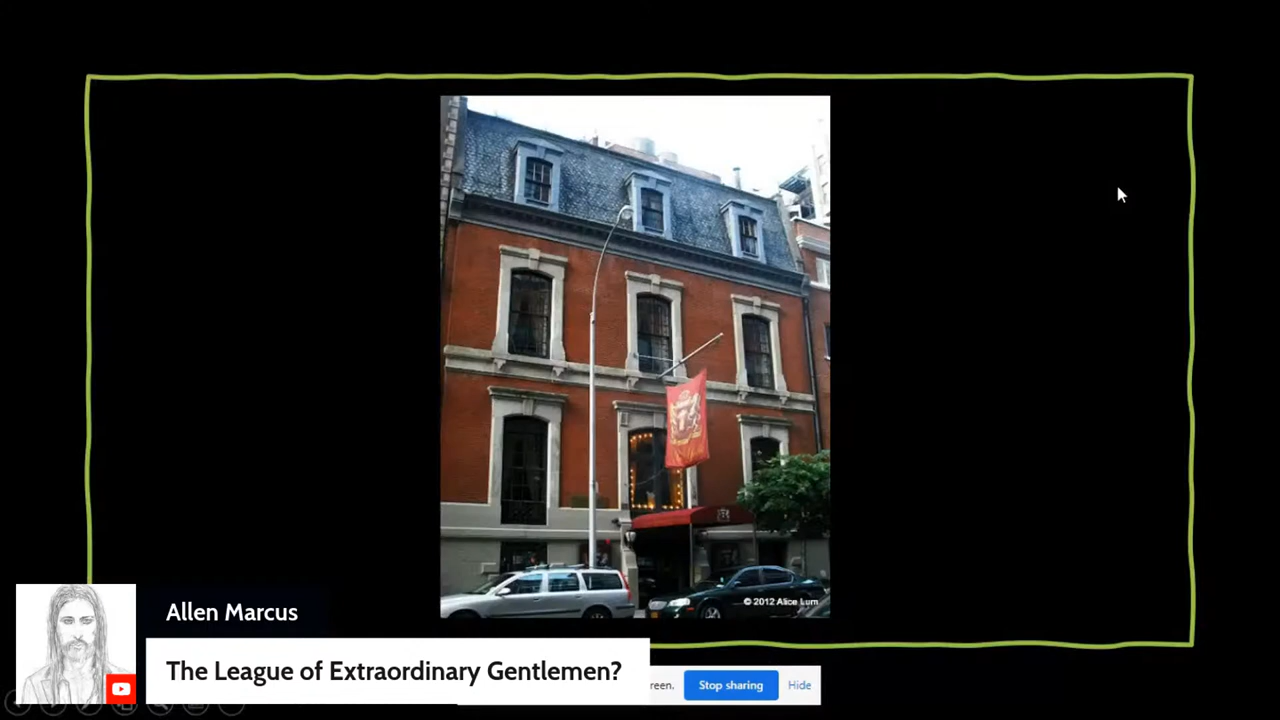 © 2012 Alice Lum
Allen Marcus
The League of Extraordinary Gentlemen?
reen.
Stop sharing
Hide